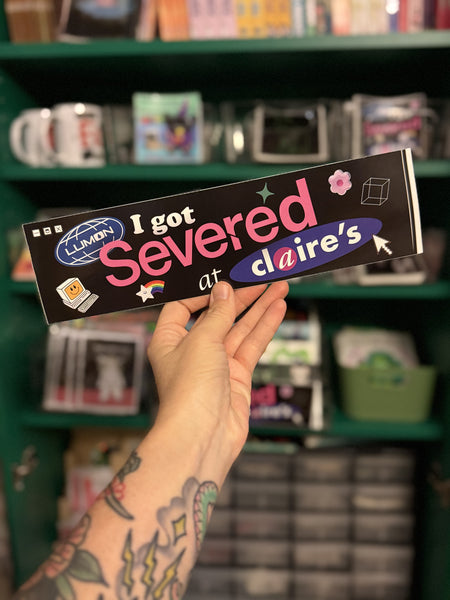 LUMON
I got
Severed
at claire's